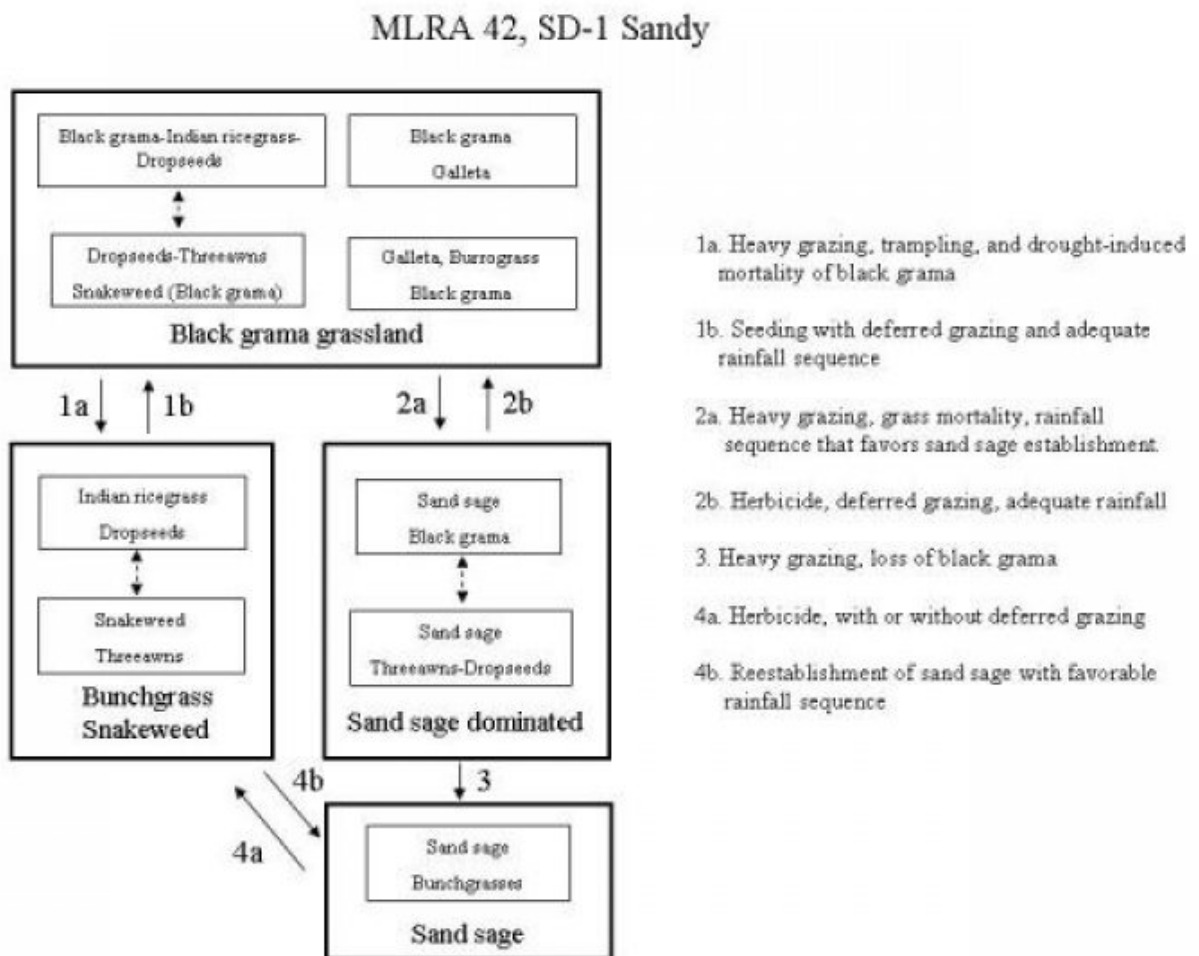 MLRA 42, SD-1 Sandy
Black grama-Indian ricegrass-
Dropseeds
Black grama
Galleta
Dropseeds-Threeawns
Snakeweed (Black grama)
Galleta, Burrograss
Black grama
Black grama grassland
1a
1b
2a
2b
Indian ricegrass
Dropseeds
Snakeweed
Threeawns
Bunchgrass
Snakeweed
Sand sage
Black grama
Sand sage
Threeawns-Dropseeds
Sand sage dominated
4b
4a
3
Sand sage
Bunchgrasses
Sand sage
1a. Heavy grazing, trampling, and drought-induced
mortality of black grama
1b. Seeding with deferred grazing and adequate
rainfall sequence
2a. Heavy grazing, grass mortality, rainfall
sequence that favors sand sage establishment.
2b. Herbicide, deferred grazing, adequate rainfall
3. Heavy grazing, loss of black grama
4a. Herbicide, with or without deferred grazing
4b. Reestablishment of sand sage with favorable
rainfall sequence